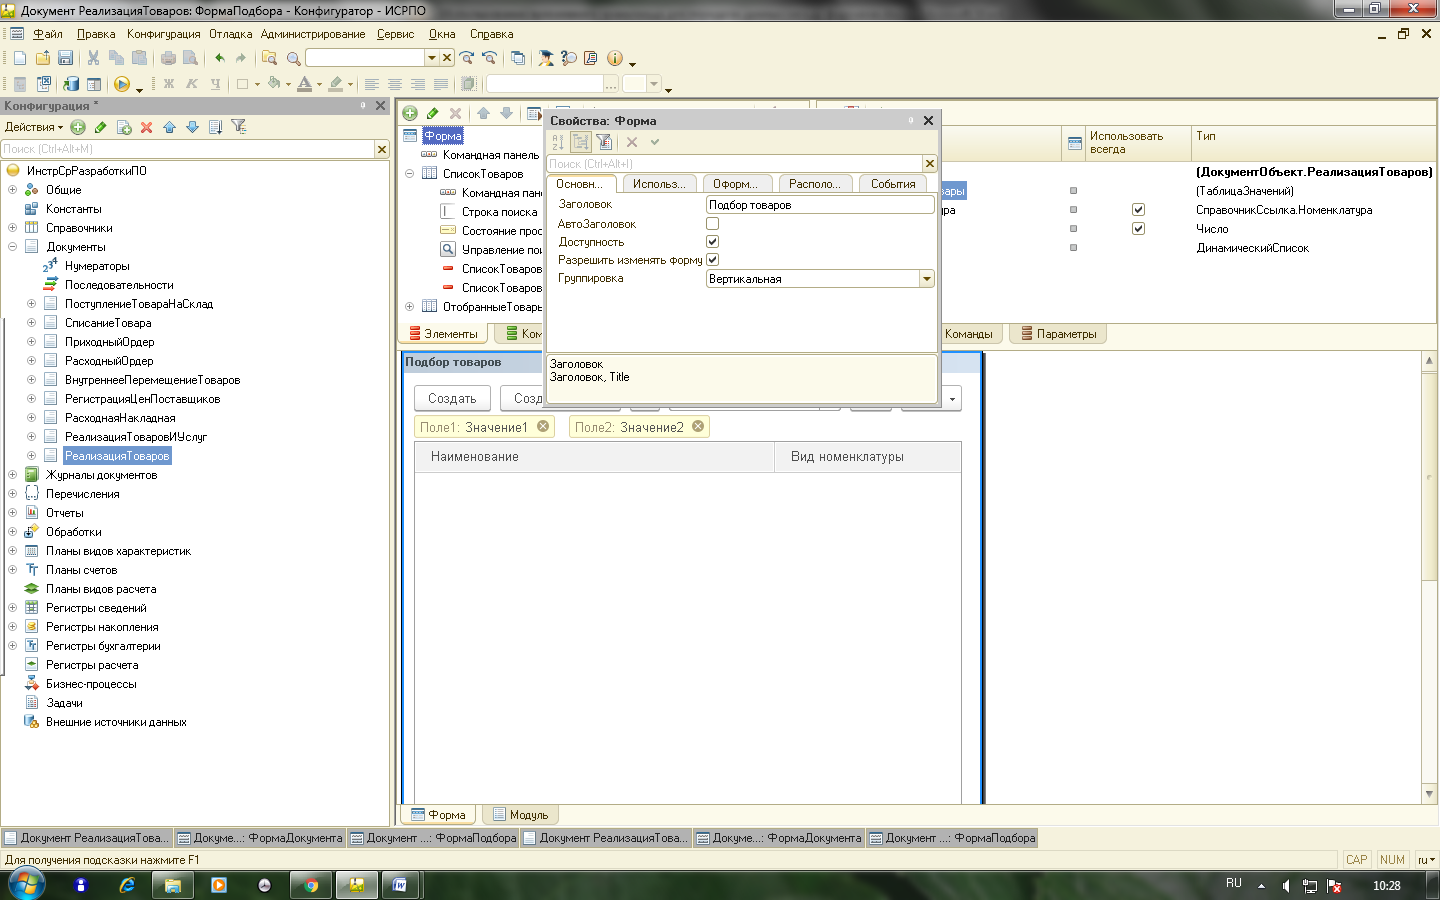 Документ РеализацияТоваров: ФормаПодбора - Конфигуратор - ИСРПО
Файл Правка Конфигурация Отладка Администрирование Сервис Окна Справка
Ж К Ч
Конфигурация *
Действия
Поиск (Ctrl+Alt+M)
ИнстрСрРазработкиПО
Общие
Константы
Справочники
Документы
Нумераторы
Последовательности
ПоступлениеТовараНаСклад
СписаниеТовара
ПриходныйОрдер
РасходныйОрдер
ВнутреннееПеремещениеТоваров
РегистрацияЦенПоставщиков
РасходнаяНакладная
РеализацияТоваровИУслуг
РеализацияТоваров
Журналы документов
Перечисления
Отчеты
Обработки
Планы видов характеристик
Планы счетов
Планы видов расчета
Регистры сведений
Регистры накопления
Регистры бухгалтерии
Регистры расчета
Бизнес-процессы
Задачи
Внешние источники данных
Форма
Командная панель
СписокТоваров
Командная пан
Строка поиска
Состояние прос
Управление пои
СписокТоваров
СписокТоваров
ОтобранныеТовары
Элементы
Ком
Свойства: Форма
Поиск (Ctrl+Alt+I)
Основн... Использ... Оформ... Располо... События
Заголовок Подбор товаров
АвтоЗаголовок
Доступность
Разрешить изменять форму
Группировка Вертикальная
Заголовок
Заголовок, Title
Использовать всегда Тип
(ДокументОбъект.РеализацияТоваров)
вары (ТаблицаЗначений)
ра СправочникСсылка.Номенклатура
Число
ДинамическийСписок
Команды Параметры
Подбор товаров
Создать Созд
Поле1: Значение1 Поле2: Значение2
Наименование Вид номенклатуры
Форма Модуль
Документ РеализацияТова... Докуме...: ФормаДокумента Документ ...: ФормаПодбора Документ РеализацияТова... Докуме...: ФормаДокумента Документ ...: ФормаПодбора
Для получения подсказки нажмите F1 CAP NUM ru
RU 10:28